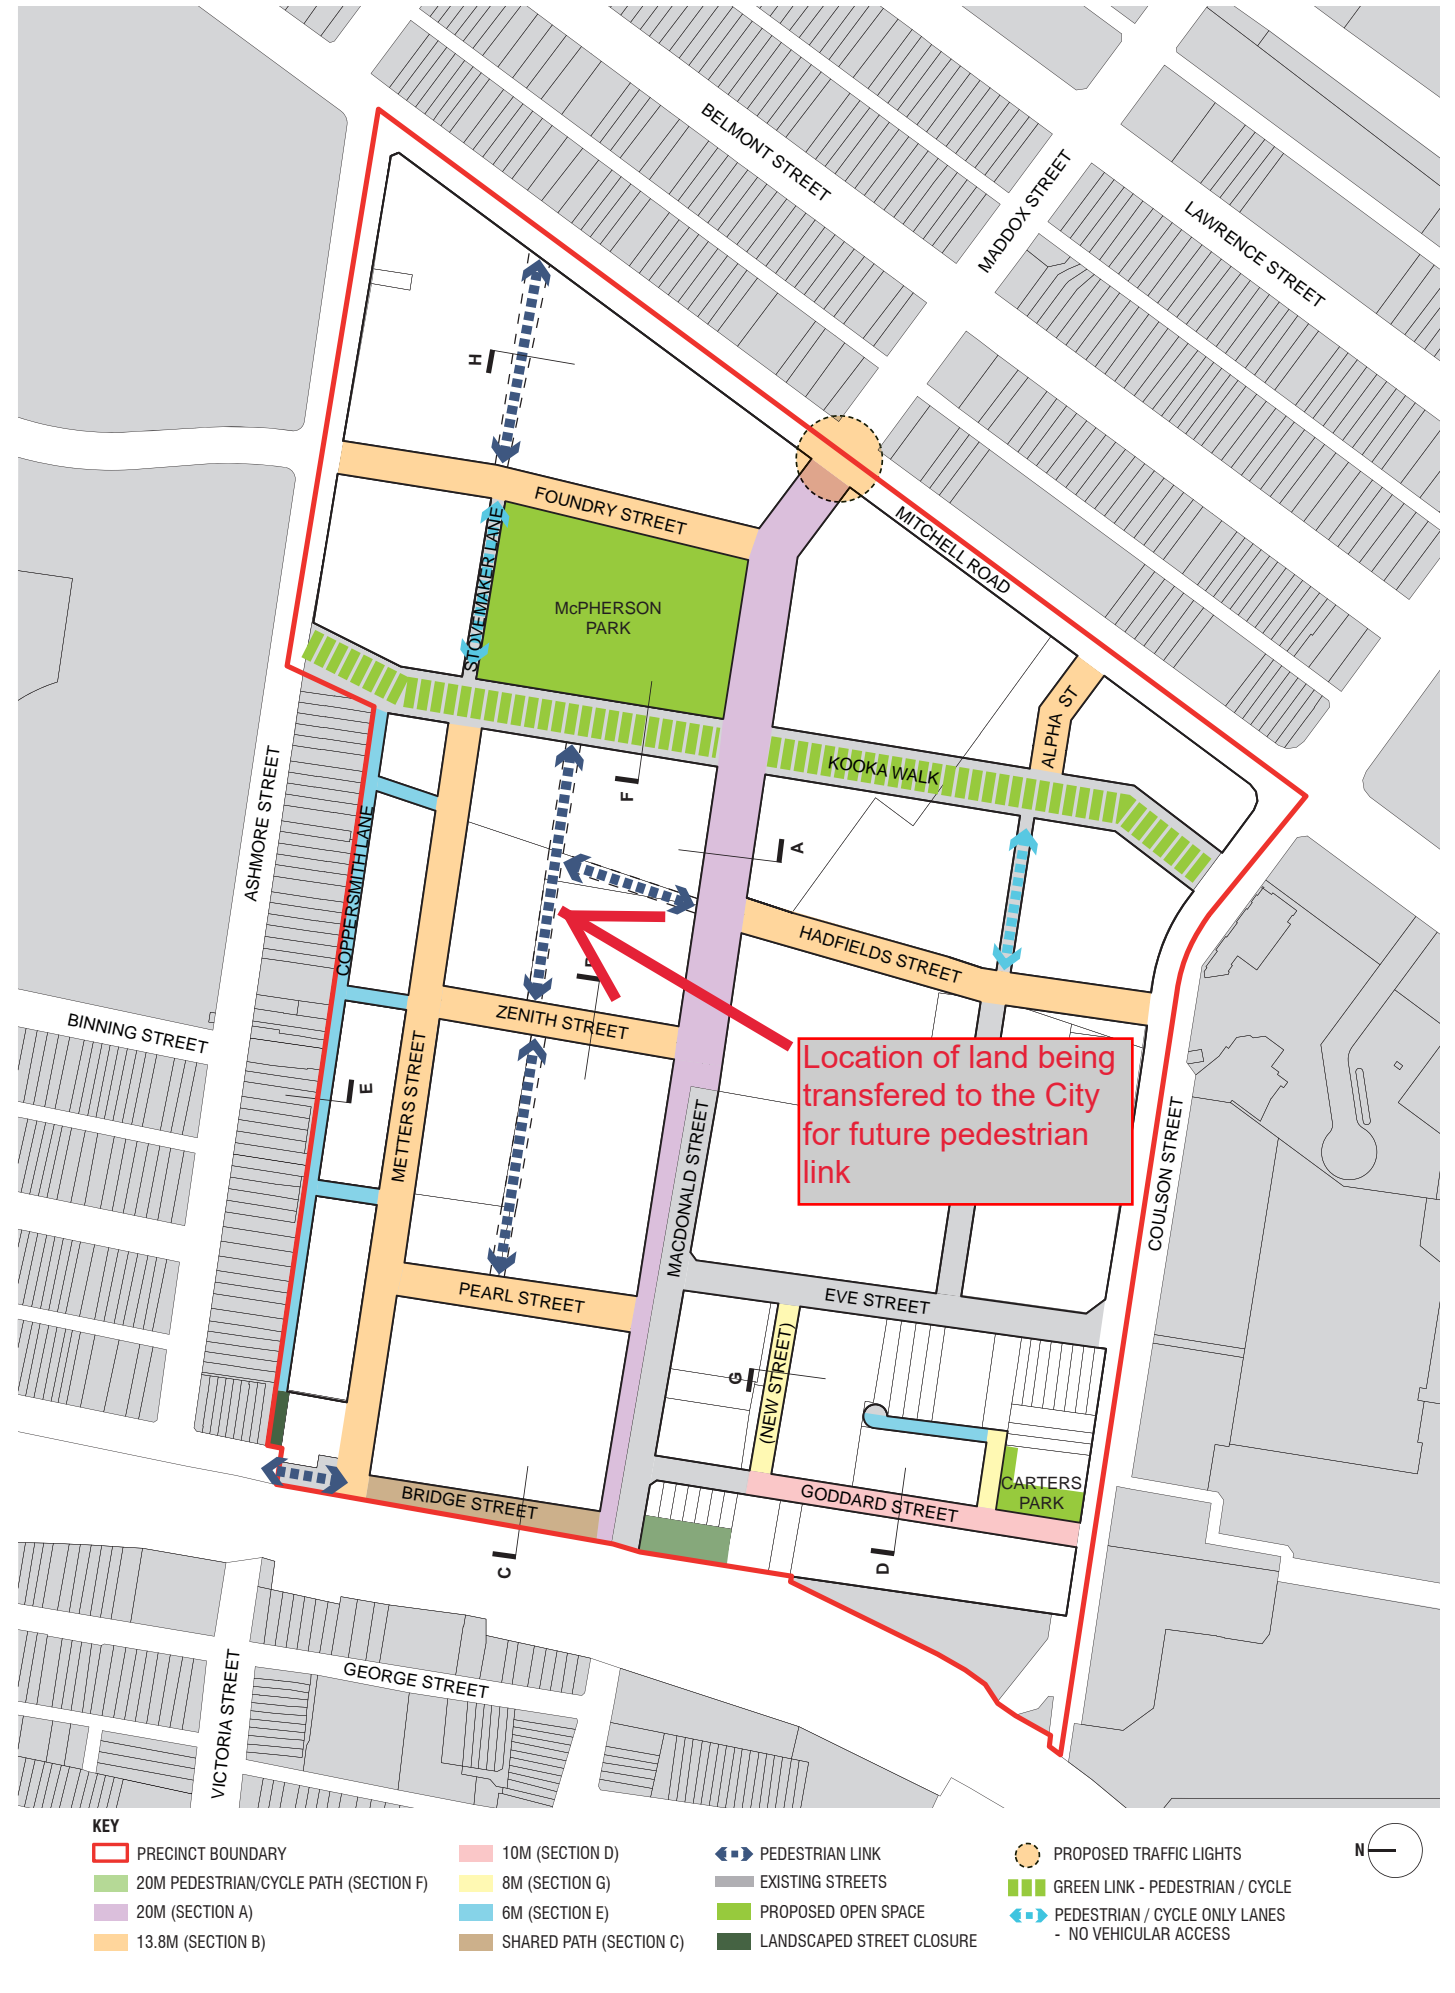 BELMONT STREET
MADDOX STREET
LAWRENCE STREET
H
FOUNDRY STREET
MITCHELL ROAD
STOVEMAKER LANE
McPHERSON
PARK
ALPHA ST
KOOKA WALK
F
A
ASHMORE STREET
COPPERSMITH LANE
HADFIELDS STREET
ZENITH STREET
BINNING STREET
E
METTERS STREET
Location of land being
transfered to the City
for future pedestrian
link
MACDONALD STREET
COULSON STREET
PEARL STREET
EVE STREET
G
(NEW STREET)
BRIDGE STREET
GODDARD STREET
CARTERS
PARK
C
D
GEORGE STREET
VICTORIA STREET
KEY
PRECINCT BOUNDARY
20M PEDESTRIAN/CYCLE PATH (SECTION F)
20M (SECTION A)
13.8M (SECTION B)
10M (SECTION D)
8M (SECTION G)
6M (SECTION E)
SHARED PATH (SECTION C)
PEDESTRIAN LINK
EXISTING STREETS
PROPOSED OPEN SPACE
LANDSCAPED STREET CLOSURE
PROPOSED TRAFFIC LIGHTS
GREEN LINK - PEDESTRIAN / CYCLE
PEDESTRIAN / CYCLE ONLY LANES
- NO VEHICULAR ACCESS
N